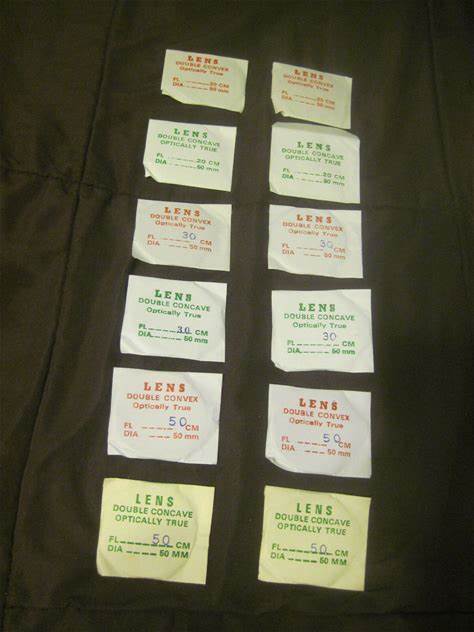 LENS
DOUBLE CONVEX
Optically True
FL ......20 CM
DIA ......50 mm
LENS
DOUBLE CONVEX
Optically True
FL ......20 CM
DIA ......50 mm
LENS
DOUBLE CONCAVE
OPTICALLY TRUE
FL ........20 CM
DIA ........50 mm
LENS
DOUBLE CONCAVE
OPTICALLY TRUE
FL ........20 CM
DIA ........50 mm
LENS
DOUBLE CONVEX
Optically True
FL ---- 30 CM
DIA ---- 50 mm
LENS
DOUBLE CONVEX
Optically True
FL ---- 30 CM
DIA ---- 50 mm
LENS
DOUBLE CONCAVE
Optically True
FL ---- 30 CM
DIA ---- 50 mm
LENS
DOUBLE CONCAVE
Optically True
FL ---- 30 CM
DIA ---- 50 mm
LENS
DOUBLE CONVEX
Optically True
FL ---- 50 CM
DIA ---- 50 mm
LENS
DOUBLE CONVEX
Optically True
FL ---- 50 CM
DIA ---- 50 mm
LENS
DOUBLE CONCAVE
OPTICALLY TRUE
FL ---- 50 CM
DIA ---- 50 MM
LENS
DOUBLE CONCAVE
OPTICALLY TRUE
FL ---- 50 CM
DIA ---- 50 MM